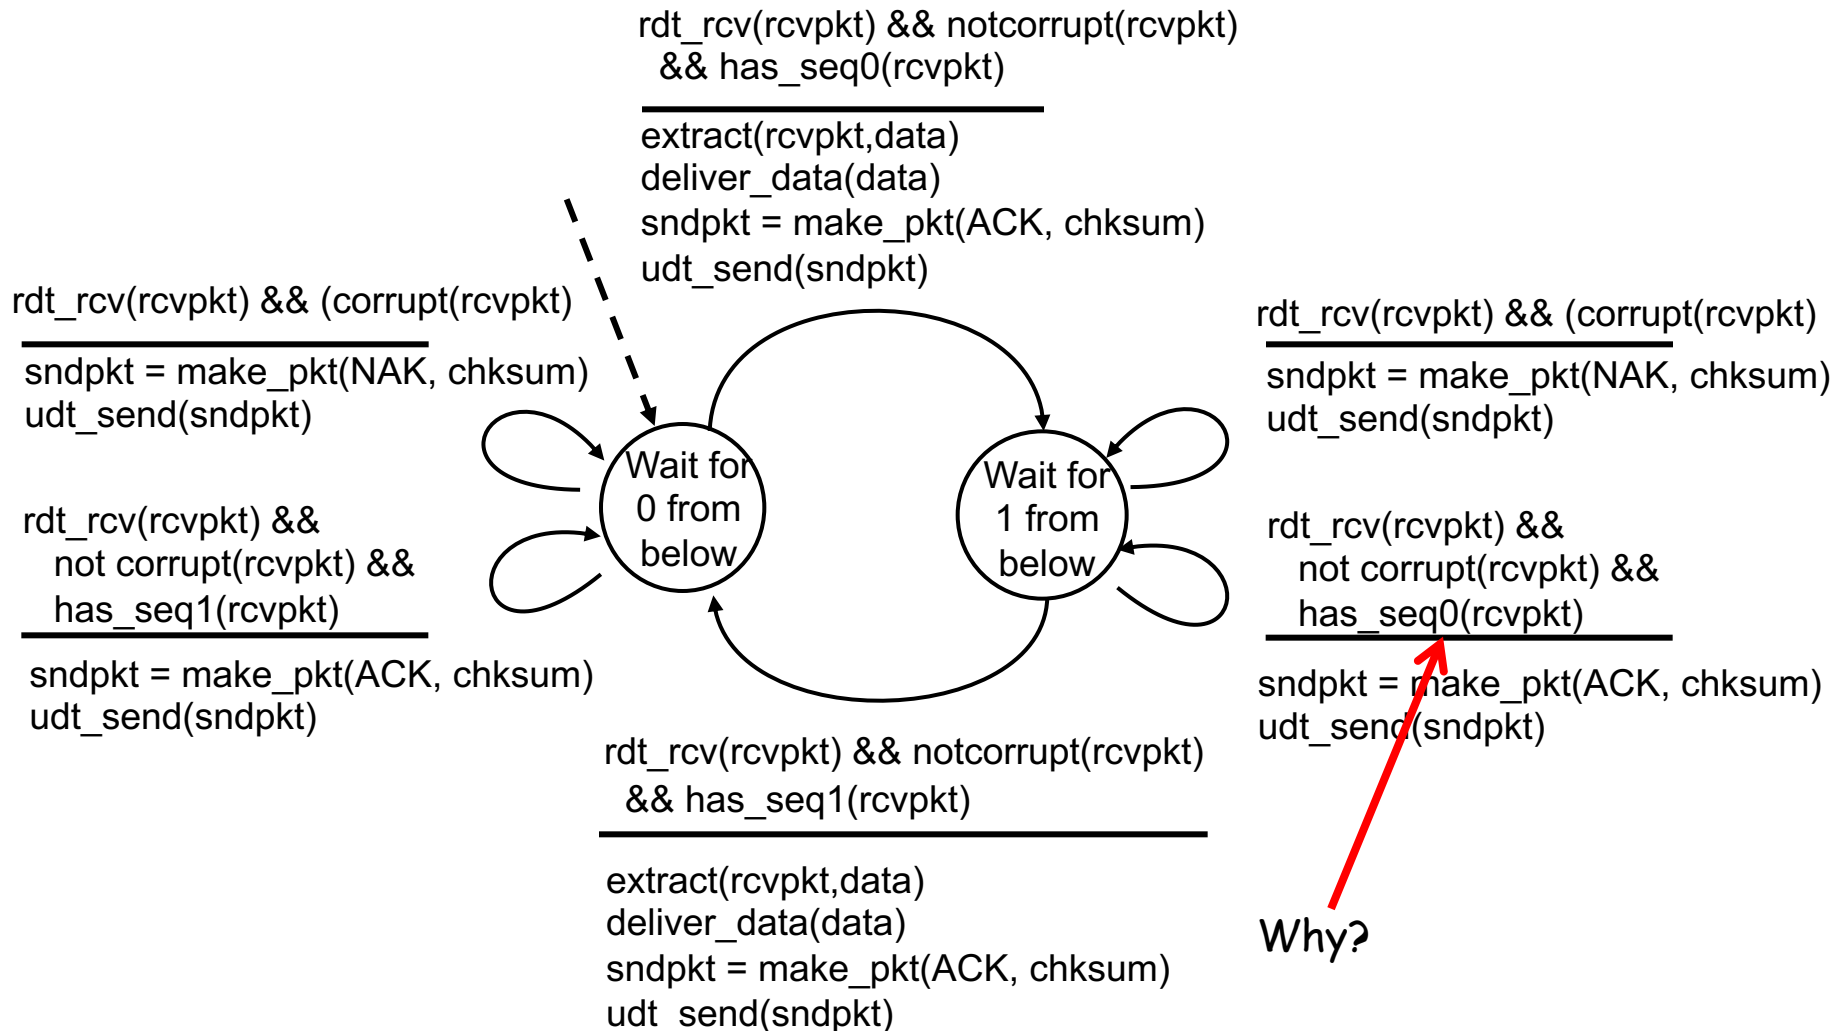 rdt_rcv(rcvpkt) && notcorrupt(rcvpkt)
&& has_seq0(rcvpkt)
extract(rcvpkt,data)
deliver_data(data)
sndpkt = make_pkt(ACK, chksum)
udt_send(sndpkt)
rdt_rcv(rcvpkt) && (corrupt(rcvpkt)
sndpkt = make_pkt(NAK, chksum)
udt_send(sndpkt)
rdt_rcv(rcvpkt) &&
not corrupt(rcvpkt) &&
has_seq1(rcvpkt)
sndpkt = make_pkt(ACK, chksum)
udt_send(sndpkt)
Wait for
0 from
below
Wait for
1 from
below
rdt_rcv(rcvpkt) && (corrupt(rcvpkt)
sndpkt = make_pkt(NAK, chksum)
udt_send(sndpkt)
rdt_rcv(rcvpkt) &&
not corrupt(rcvpkt) &&
has_seq0(rcvpkt)
sndpkt = make_pkt(ACK, chksum)
udt_send(sndpkt)
rdt_rcv(rcvpkt) && notcorrupt(rcvpkt)
&& has_seq1(rcvpkt)
extract(rcvpkt,data)
deliver_data(data)
sndpkt = make_pkt(ACK, chksum)
udt_send(sndpkt)
Why?